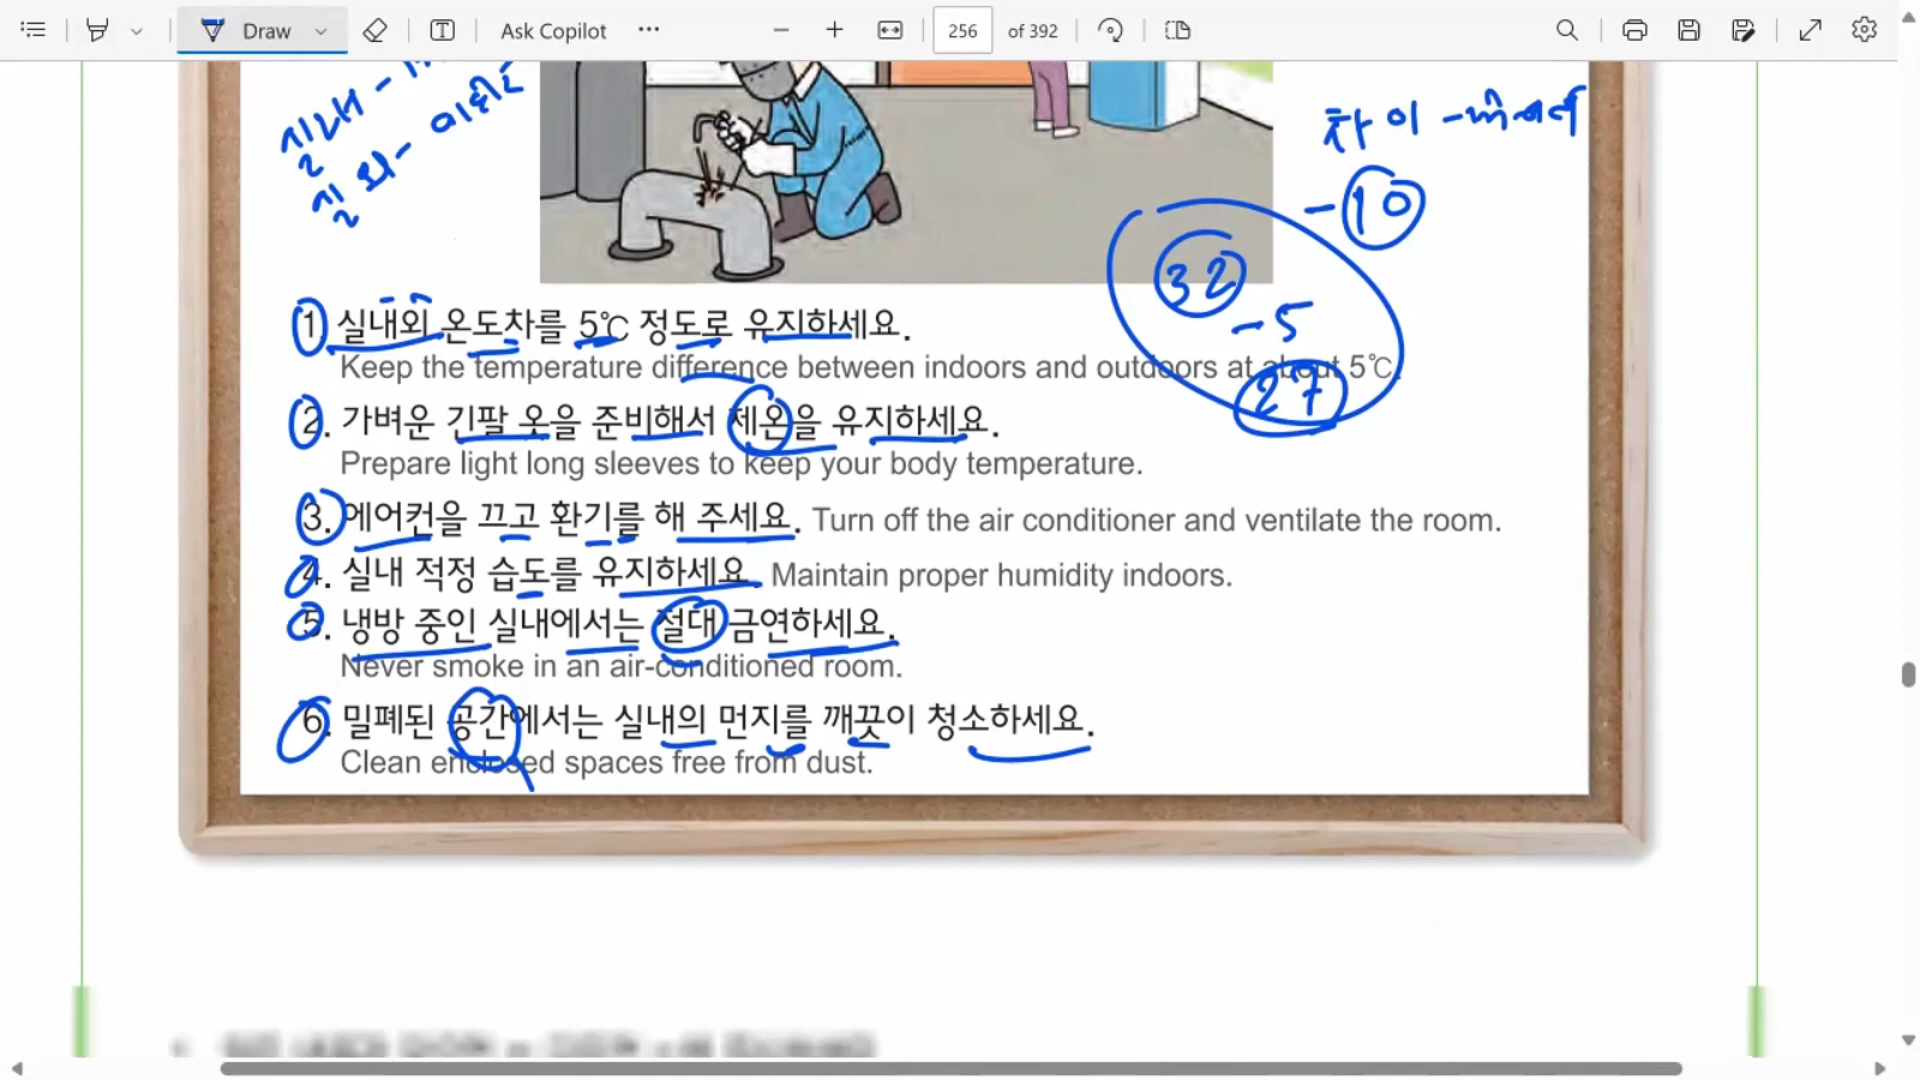 Draw
Ask Copilot
256 of 392
실내 -
실외 -
차이 -
-10
32
-5
27
1. 실내외 온도차를 5℃ 정도로 유지하세요.
Keep the temperature difference between indoors and outdoors at about 5℃.
2. 가벼운 긴팔 옷을 준비해서 체온을 유지하세요.
Prepare light long sleeves to keep your body temperature.
3. 에어컨을 끄고 환기를 해 주세요. Turn off the air conditioner and ventilate the room.
4. 실내 적정 습도를 유지하세요. Maintain proper humidity indoors.
5. 냉방 중인 실내에서는 절대 금연하세요.
Never smoke in an air-conditioned room.
6. 밀폐된 공간에서는 실내의 먼지를 깨끗이 청소하세요.
Clean enclosed spaces free from dust.